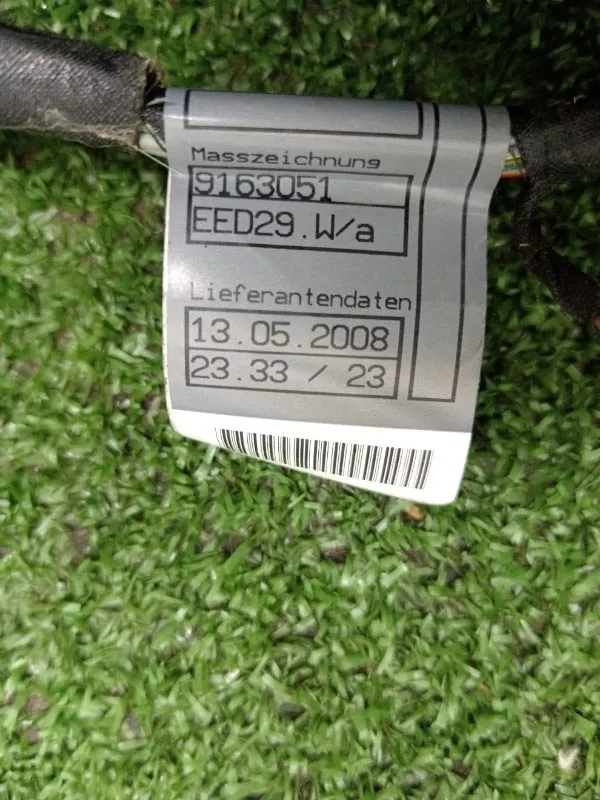 Masszeichnung
9163051
EED29.W/a
Lieferantendaten
13.05.2008
23.33 / 23